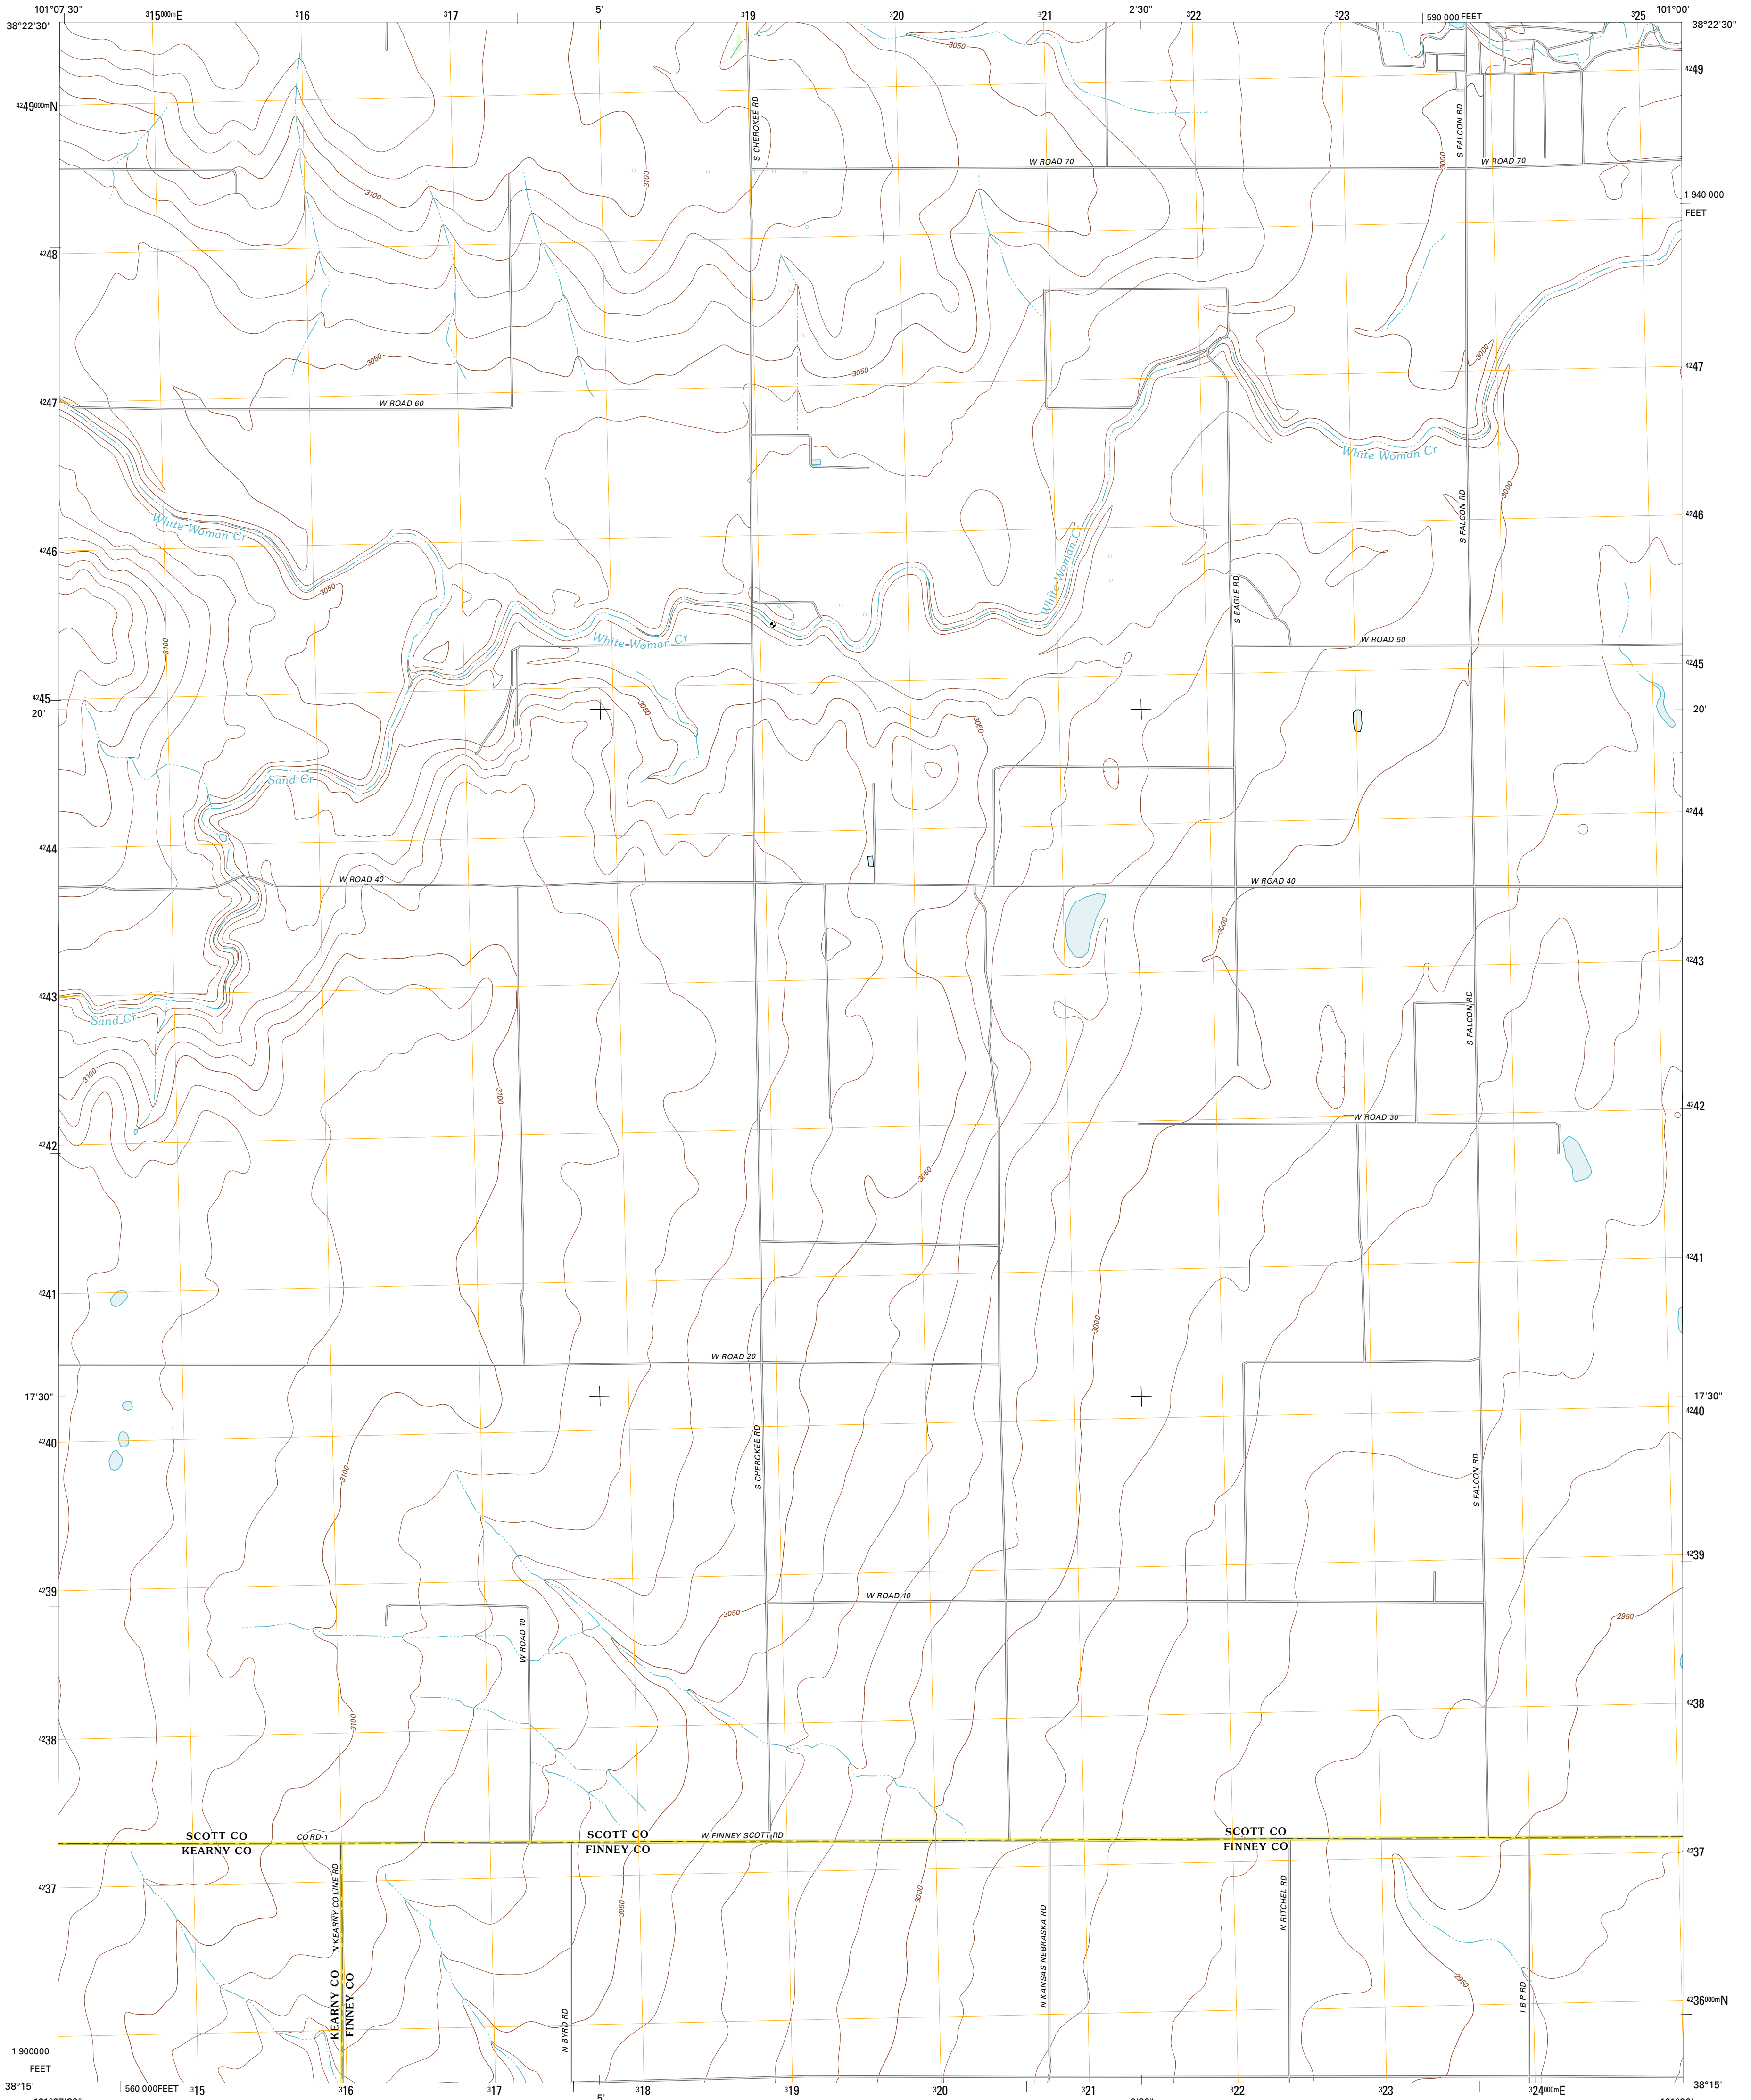 101°07'30" 315000mE 316 317 5' 319 320 321 2'30" 322 323 590 000 FEET 325 101°00'
38°22'30" 38°22'30"
3050
4249
4249000mN
S CHEROKEE RD
S FALCON RD
W ROAD 70
W ROAD 70
3000
3100
3100
1 940 000
FEET
4248
3000
3050
3050
4247
4247
W ROAD 60
White Woman Cr
3000
S FALCON RD
White Woman Cr
4246
4246
White Woman Cr
3050
S EAGLE RD
3100
White Woman Cr
W ROAD 50
4245
4245
20'
20'
3050
3050
Sand Cr
4244
4244
W ROAD 40
W ROAD 40
3000
4243
4243
Sand Cr
S FALCON RD
3100
3100
4242
W ROAD 30
4242
3050
4241
4241
3000
W ROAD 20
17'30"
17'30"
4240
4240
S CHEROKEE RD
3100
S FALCON RD
4239
4239
W ROAD 10
3050
2950
W ROAD 10
4238
3100
4238
SCOTT CO
CO RD-1
SCOTT CO
W FINNEY SCOTT RD
SCOTT CO
KEARNY CO
FINNEY CO
FINNEY CO
4237
4237
N KEARNY CO LINE RD
3050
3000
N KANSAS NEBRASKA RD
N RITCHEL RD
2950
I B P RD
KEARNY CO
FINNEY CO
N BYRD RD
4236000mN
1 900000
FEET
38°15' 38°15'
560 000FEET 315 316 317 318 319 320 321 322 323 324000mE
5'